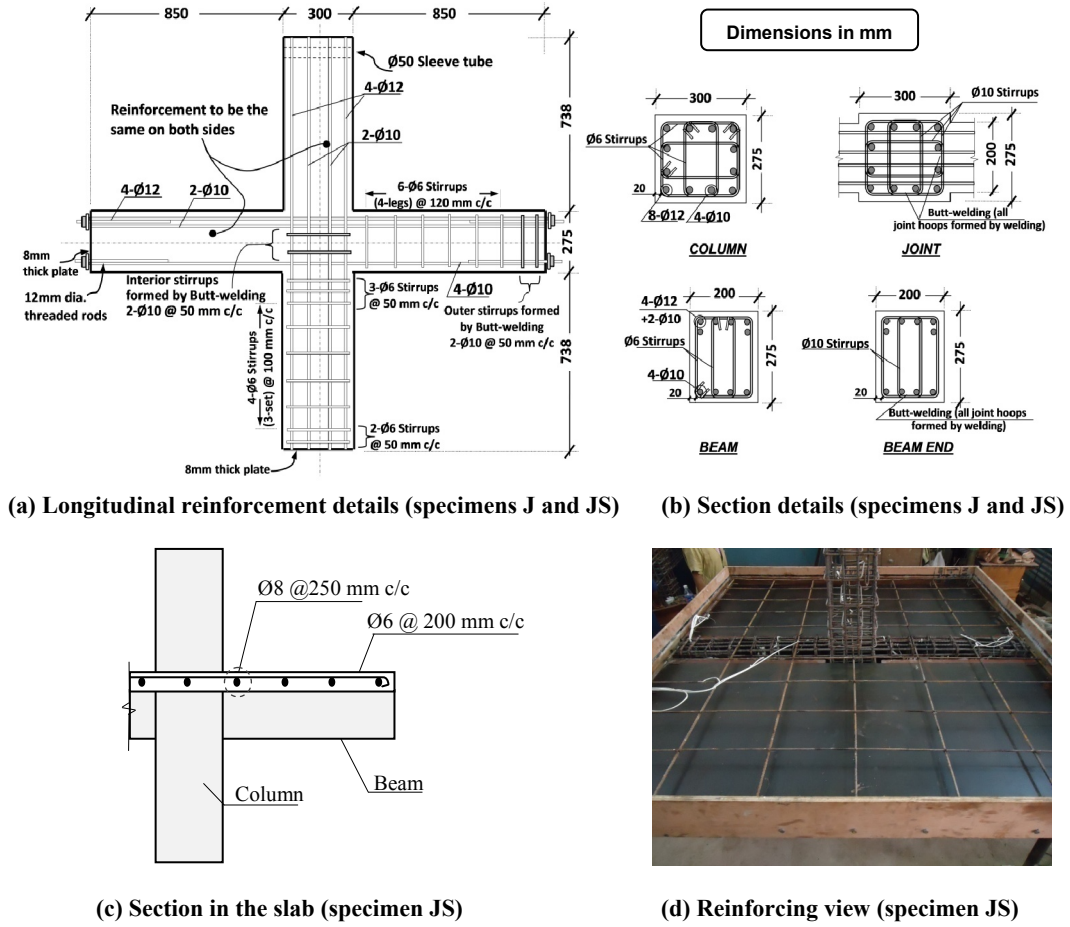 850
300
850
Dimensions in mm
Ø50 Sleeve tube
4-Ø12
Reinforcement to be the
same on both sides
2-Ø10
738
6-Ø6 Stirrups
(4-legs) @ 120 mm c/c
4-Ø12
2-Ø10
275
8mm
thick plate
12mm dia.
threaded rods
Interior stirrups
formed by Butt-welding
2-Ø10 @ 50 mm c/c
3-Ø6 Stirrups
@ 50 mm c/c
4-Ø10
Outer stirrups formed
by Butt-welding
2-Ø10 @ 50 mm c/c
4-Ø6 Stirrups
(3-set) @ 100 mm c/c
738
2-Ø6 Stirrups
@ 50 mm c/c
8mm thick plate
300
Ø6 Stirrups
275
20
8-Ø12
4-Ø10
COLUMN
300
Ø10 Stirrups
200
275
Butt-welding (all
joint hoops formed by welding)
JOINT
200
4-Ø12
+2-Ø10
Ø6 Stirrups
275
4-Ø10
20
BEAM
200
Ø10 Stirrups
275
20
Butt-welding (all joint hoops
formed by welding)
BEAM END
(a) Longitudinal reinforcement details (specimens J and JS)
(b) Section details (specimens J and JS)
Ø8 @250 mm c/c
Ø6 @ 200 mm c/c
Beam
Column
(c) Section in the slab (specimen JS)
(d) Reinforcing view (specimen JS)